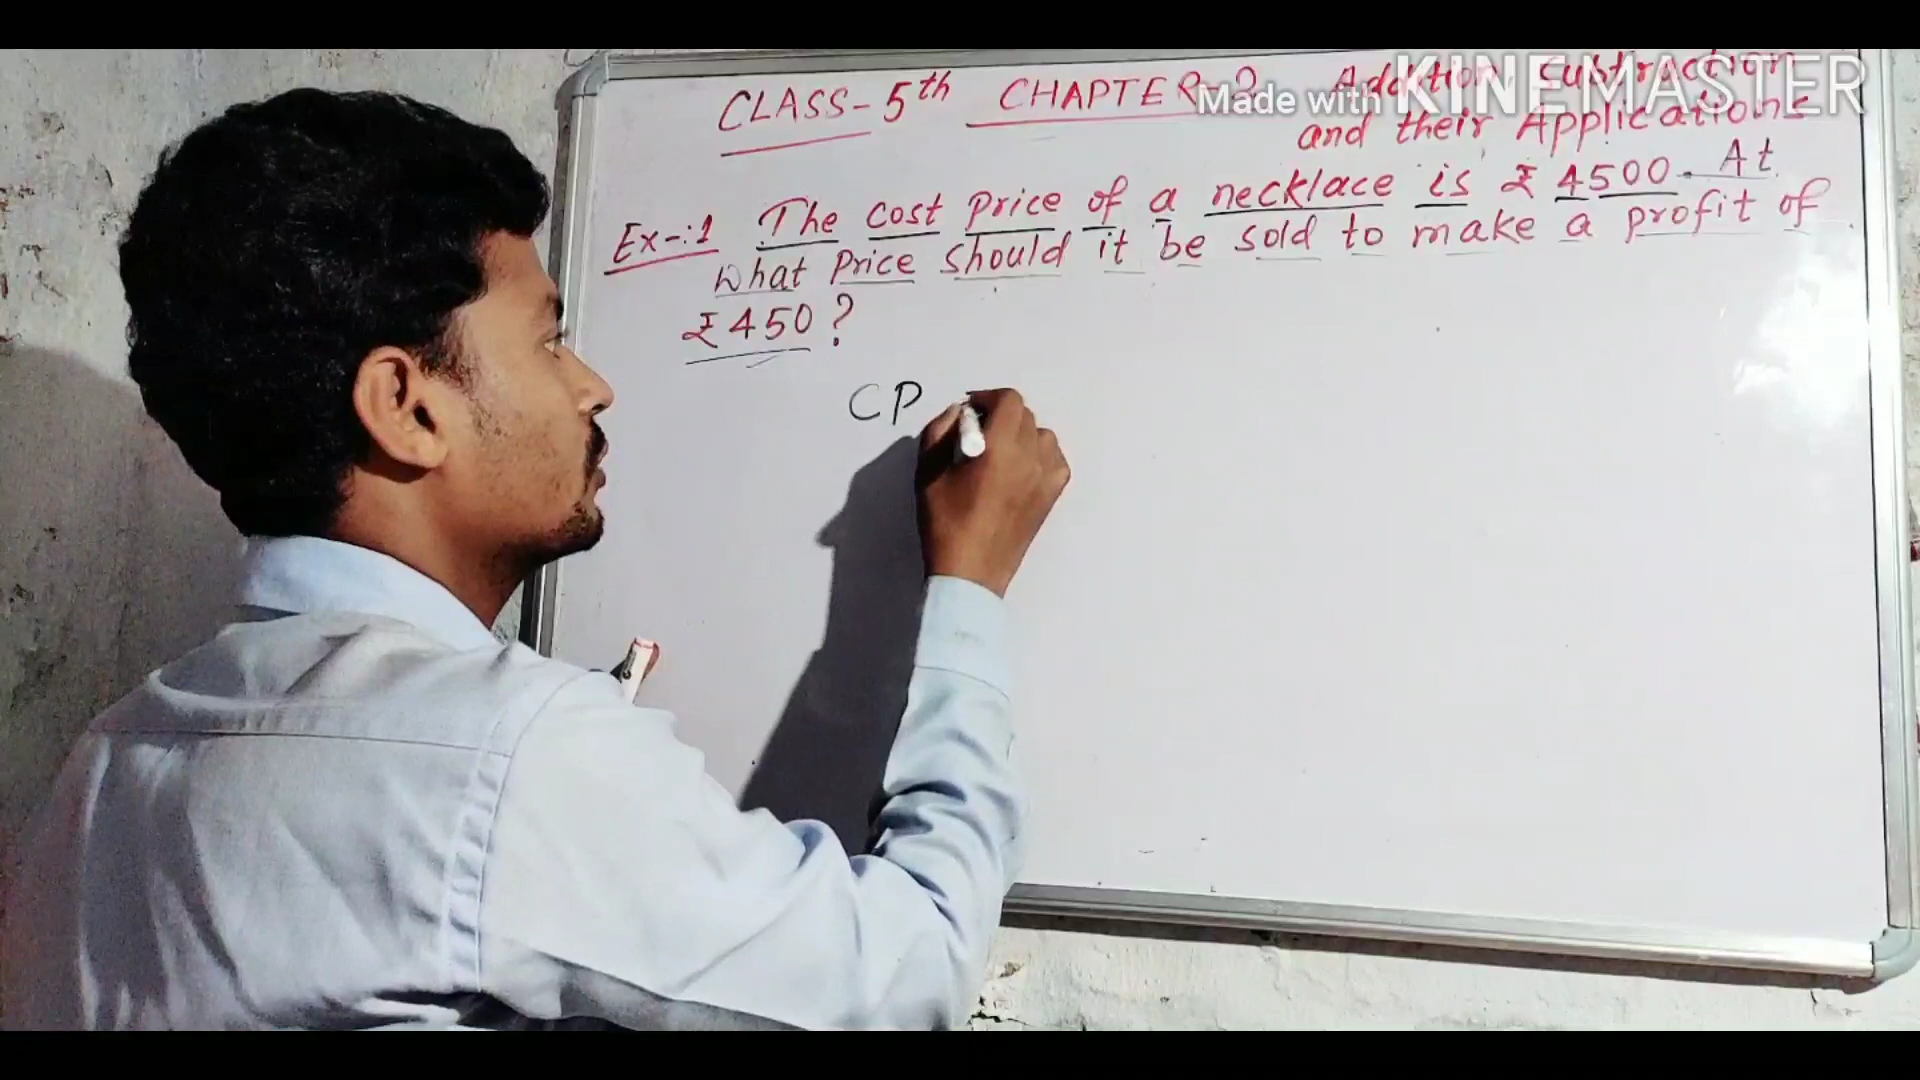 CLASS-5th CHAPTER-2 Addition, Subtraction
and their Applications
Made with KINEMASTER
Ex-:1 The cost price of a necklace is ₹ 4500. At
what price should it be sold to make a profit of
₹450?
CP